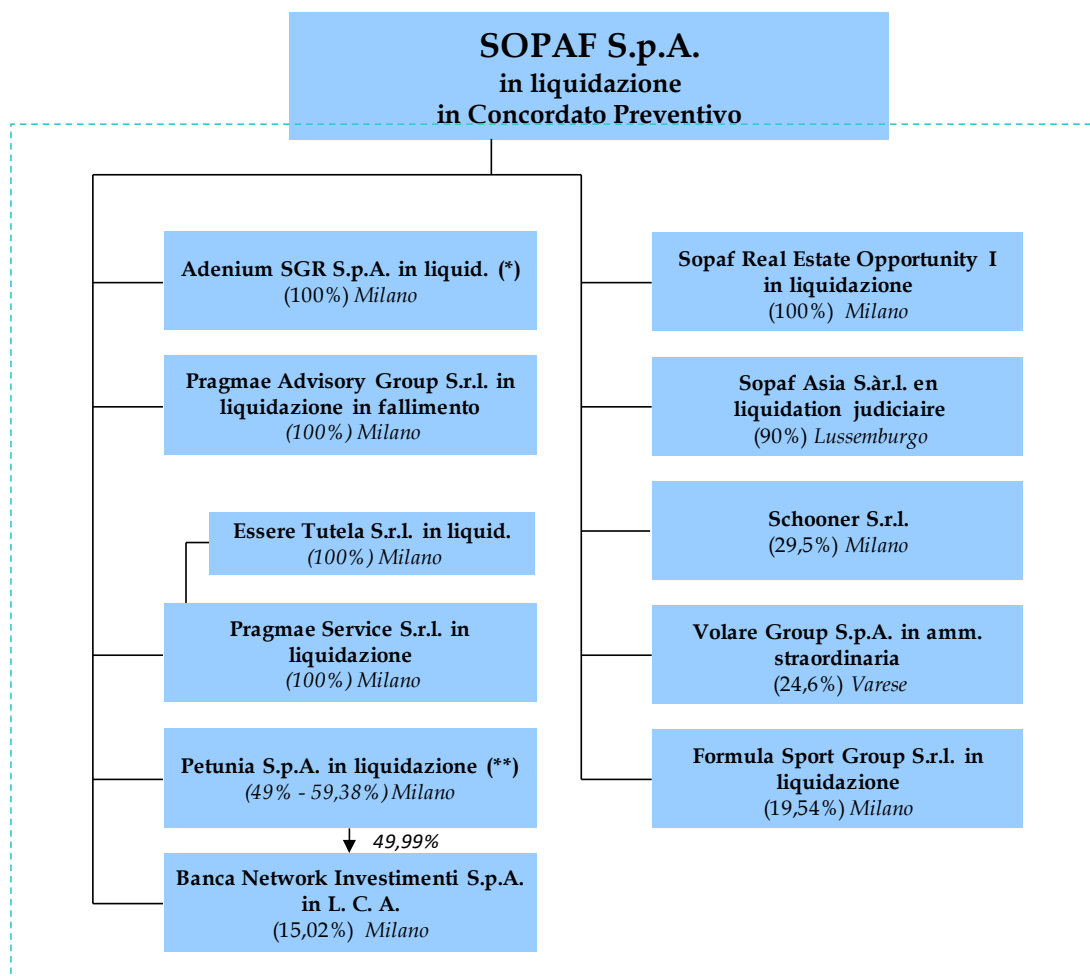 SOPAF S.p.A.
in liquidazione
in Concordato Preventivo
Adenium SGR S.p.A. in liquid. (*)
(100%) Milano
Pragmae Advisory Group S.r.l. in
liquidazione in fallimento
(100%) Milano
Essere Tutela S.r.l. in liquid.
(100%) Milano
Pragmae Service S.r.l. in
liquidazione
(100%) Milano
Petunia S.p.A. in liquidazione (**)
(49% - 59,38%) Milano
49,99%
Banca Network Investimenti S.p.A.
in L. C. A.
(15,02%) Milano
Sopaf Real Estate Opportunity I
in liquidazione
(100%) Milano
Sopaf Asia S.àr.l. en
liquidation judiciaire
(90%) Lussemburgo
Schooner S.r.l.
(29,5%) Milano
Volare Group S.p.A. in amm.
straordinaria
(24,6%) Varese
Formula Sport Group S.r.l. in
liquidazione
(19,54%) Milano